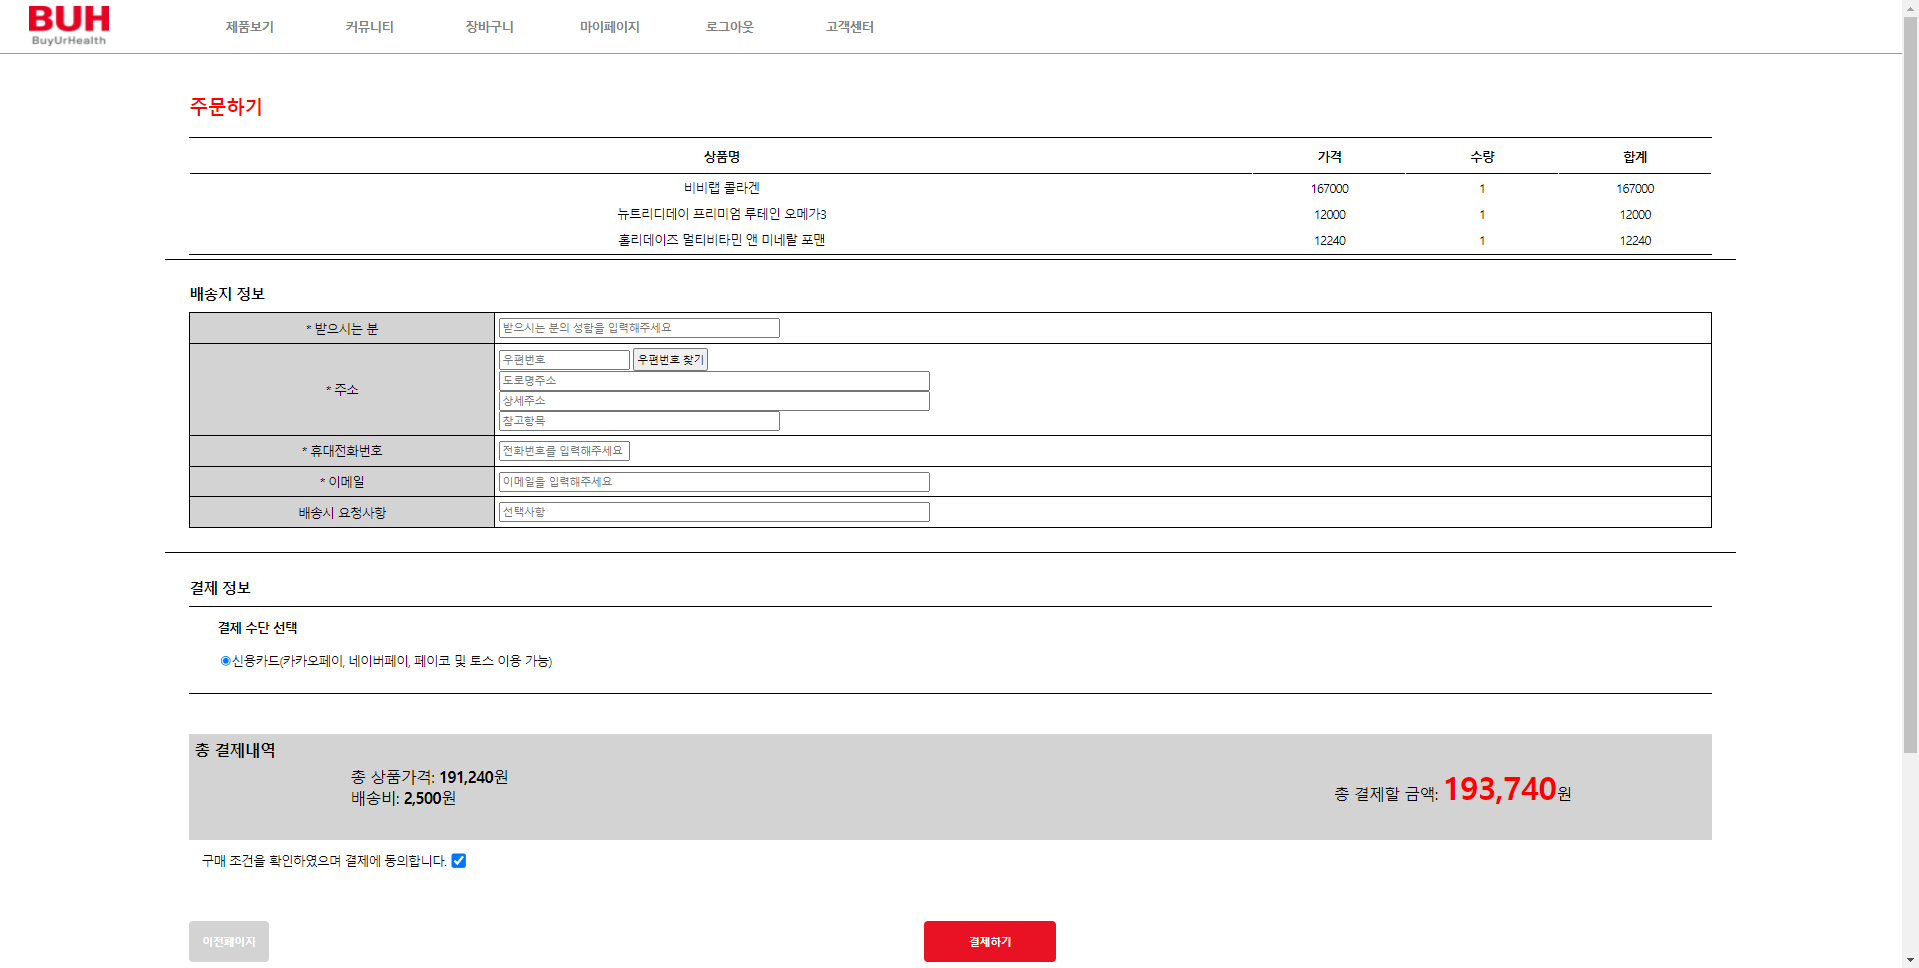 BUH
BuyUrHealth
제품보기 커뮤니티 장바구니 마이페이지 로그아웃 고객센터
주문하기
상품명 가격 수량 합계
비비랩 콜라겐 167000 1 167000
뉴트리디데이 프리미엄 루테인 오메가3 12000 1 12000
홀리데이즈 멀티비타민 앤 미네랄 포맨 12240 1 12240
배송지 정보
* 받으시는 분 받으시는 분의 성함을 입력해주세요
* 주소 우편번호 우편번호 찾기
도로명주소
상세주소
참고항목
* 휴대전화번호 전화번호를 입력해주세요
* 이메일 이메일을 입력해주세요
배송시 요청사항 선택사항
결제 정보
결제 수단 선택
신용카드(카카오페이, 네이버페이, 페이코 및 토스 이용 가능)
총 결제내역
총 상품가격: 191,240원
배송비: 2,500원
총 결제할 금액: 193,740원
구매 조건을 확인하였으며 결제에 동의합니다.
이전페이지 결제하기